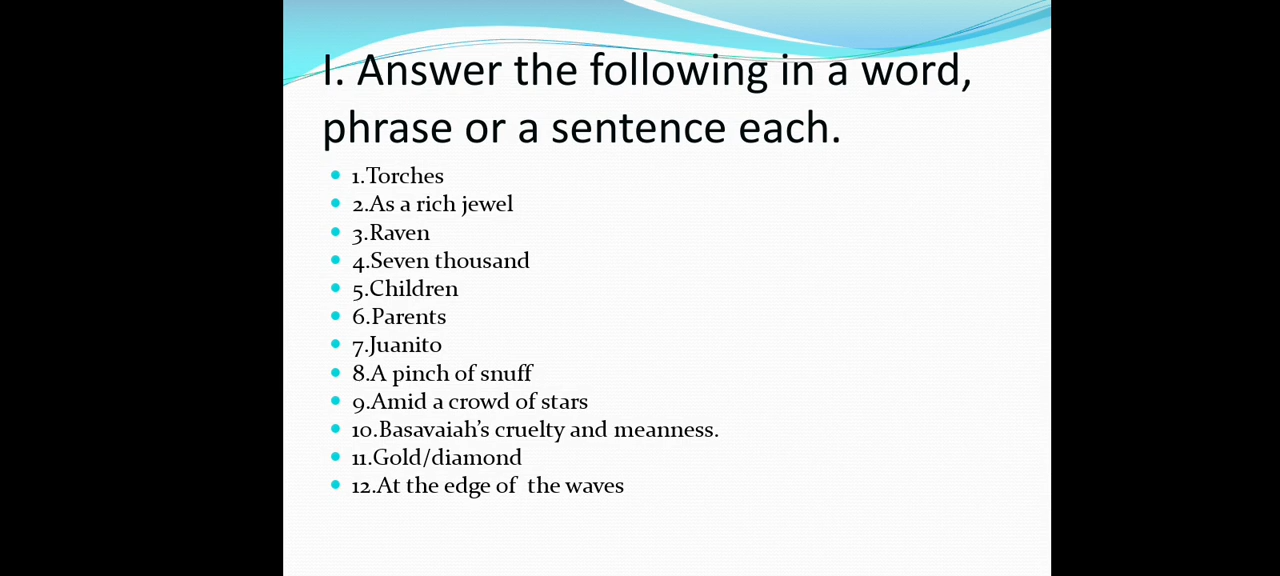 I. Answer the following in a word,
phrase or a sentence each.
1.Torches
2.As a rich jewel
3.Raven
4.Seven thousand
5.Children
6.Parents
7.Juanito
8.A pinch of snuff
9.Amid a crowd of stars
10.Basavaiah's cruelty and meanness.
11.Gold/diamond
12.At the edge of  the waves